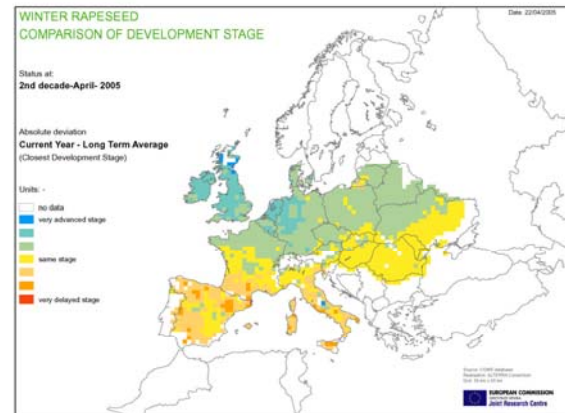 WINTER RAPESEED
COMPARISON OF DEVELOPMENT STAGE
Date: 22/04/2005
Status at:
2nd decade-April- 2005
Absolute deviation
Current Year - Long Term Average
(Closest Development Stage)
Units: -
no data
very advanced stage
same stage
very delayed stage
EUROPEAN COMMISSION
Joint Research Centre